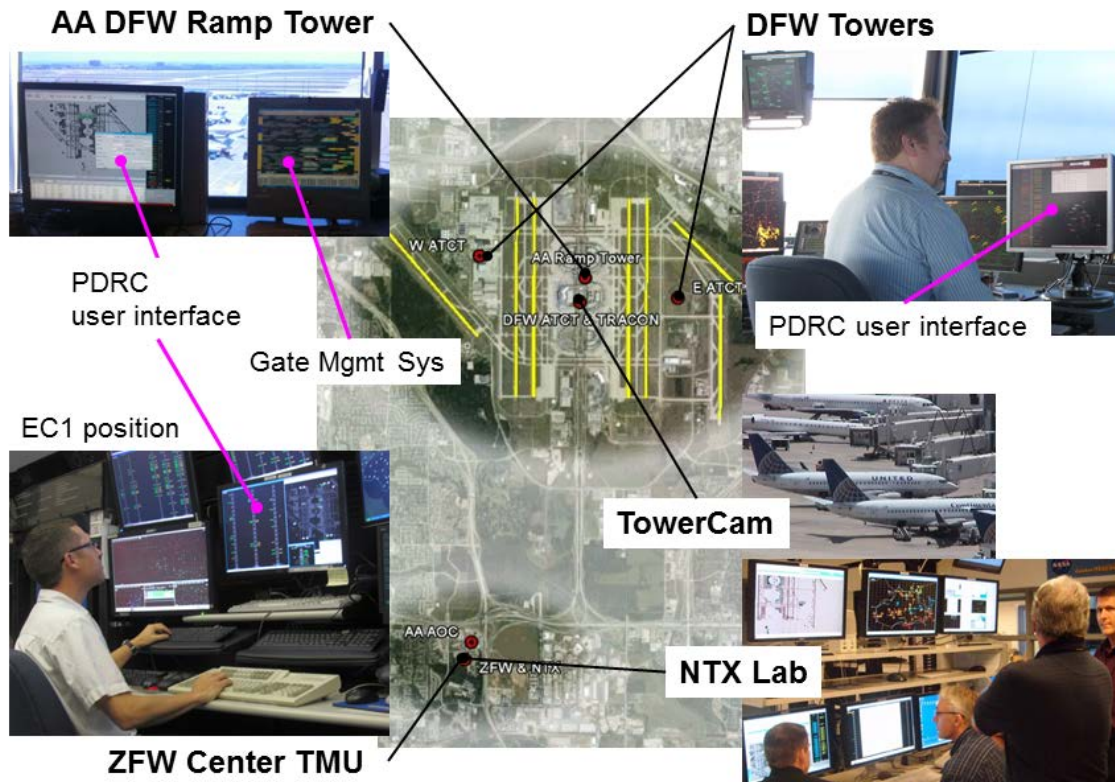 AA DFW Ramp Tower
DFW Towers
W ATCT
AA Ramp Tower
E ATCT
DFW ATCT & TRACON
PDRC
user interface
Gate Mgmt Sys
PDRC user interface
EC1 position
UNITED
TowerCam
AA AOC
ZFW & NTX
NTX Lab
ZFW Center TMU